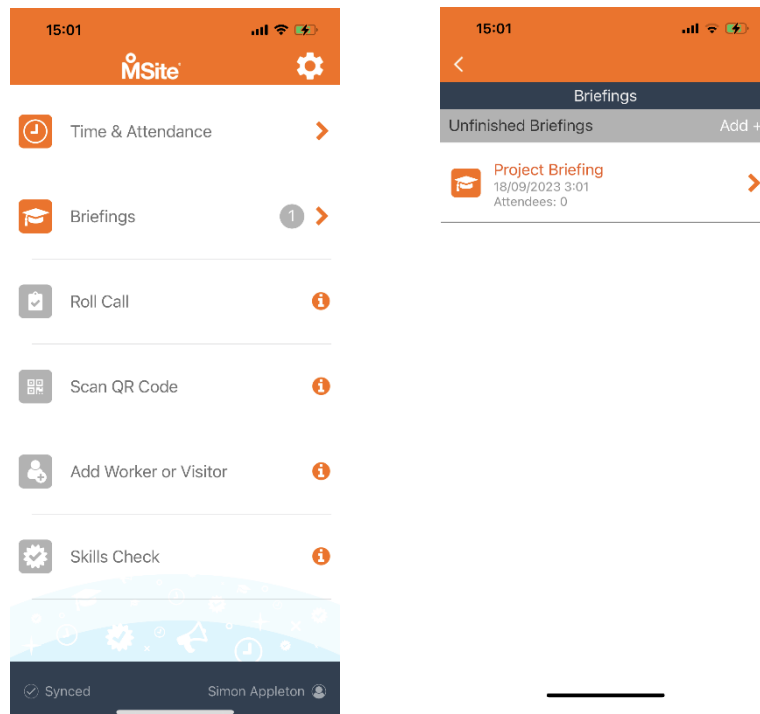 15:01
MSite
Time & Attendance
Briefings
1
Roll Call
Scan QR Code
Add Worker or Visitor
Skills Check
Synced
Simon Appleton
15:01
Briefings
Unfinished Briefings
Add +
Project Briefing
18/09/2023 3:01
Attendees: 0